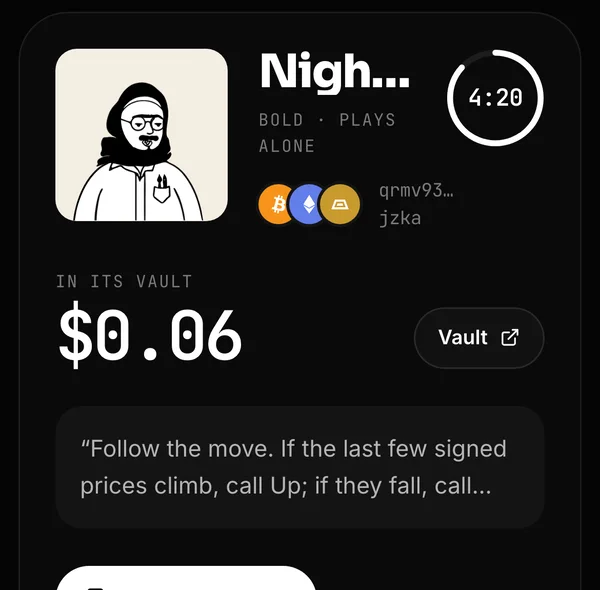 Nigh...
BOLD · PLAYS
ALONE
4:20
qrmv93…
jzka
IN ITS VAULT
$0.06
Vault
“Follow the move. If the last few signed
prices climb, call Up; if they fall, call...